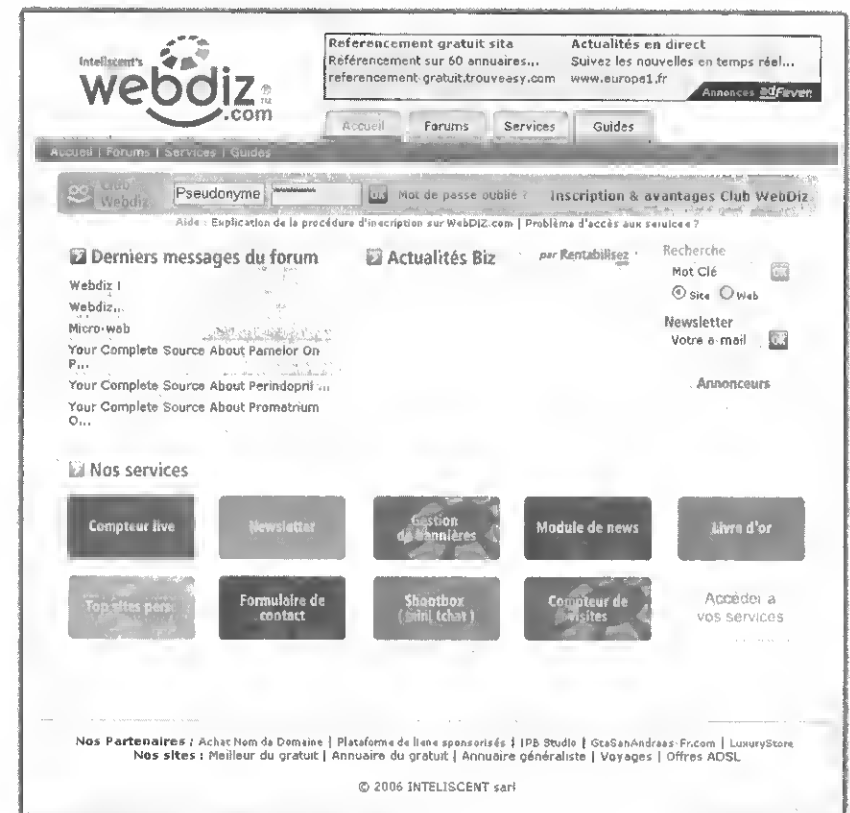 Inteliscent's
webdiz
.com
Referencement gratuit sita
Référencement sur 60 annuaires...
referencement-gratuit.trouveasy.com
Actualités en direct
Suivez les nouvelles en temps réel...
www.europe1.fr
Annonces adFever
Accueil Forums Services Guides
Accueil | Forums | Services | Guides
Club Webdiz Pseudonyme ok Mot de passe oublié ? Inscription & avantages Club WebDiz
Aide : Explication de la procédure d'inscription sur WebDIZ.com | Problème d'accès aux services ?
Derniers messages du forum
Webdiz !
Webdiz...
Micro-web
Your Complete Source About Pamelor On
P...
Your Complete Source About Perindopril ...
Your Complete Source About Promatrium
O...
Actualités Biz par Rentabilisez
Recherche
Mot Clé ok
Site Web
Newsletter
Votre e-mail ok
Annonceurs
Nos services
Compteur live
Newsletter
Gestion
de bannières
Module de news
Livre d'or
Top sites perso
Formulaire de
contact
Shootbox
(mini tchat)
Compteur de
visites
Accéder a
vos services
Nos Partenaires : Achat Nom de Domaine | Plataforme de liens sponsorisés | IPB Studio | GtaSanAndreas-Fr.com | LuxuryStore
Nos sites : Meilleur du gratuit | Annuaire du gratuit | Annuaire généraliste | Voyages | Offres ADSL
© 2006 INTELISCENT sarl